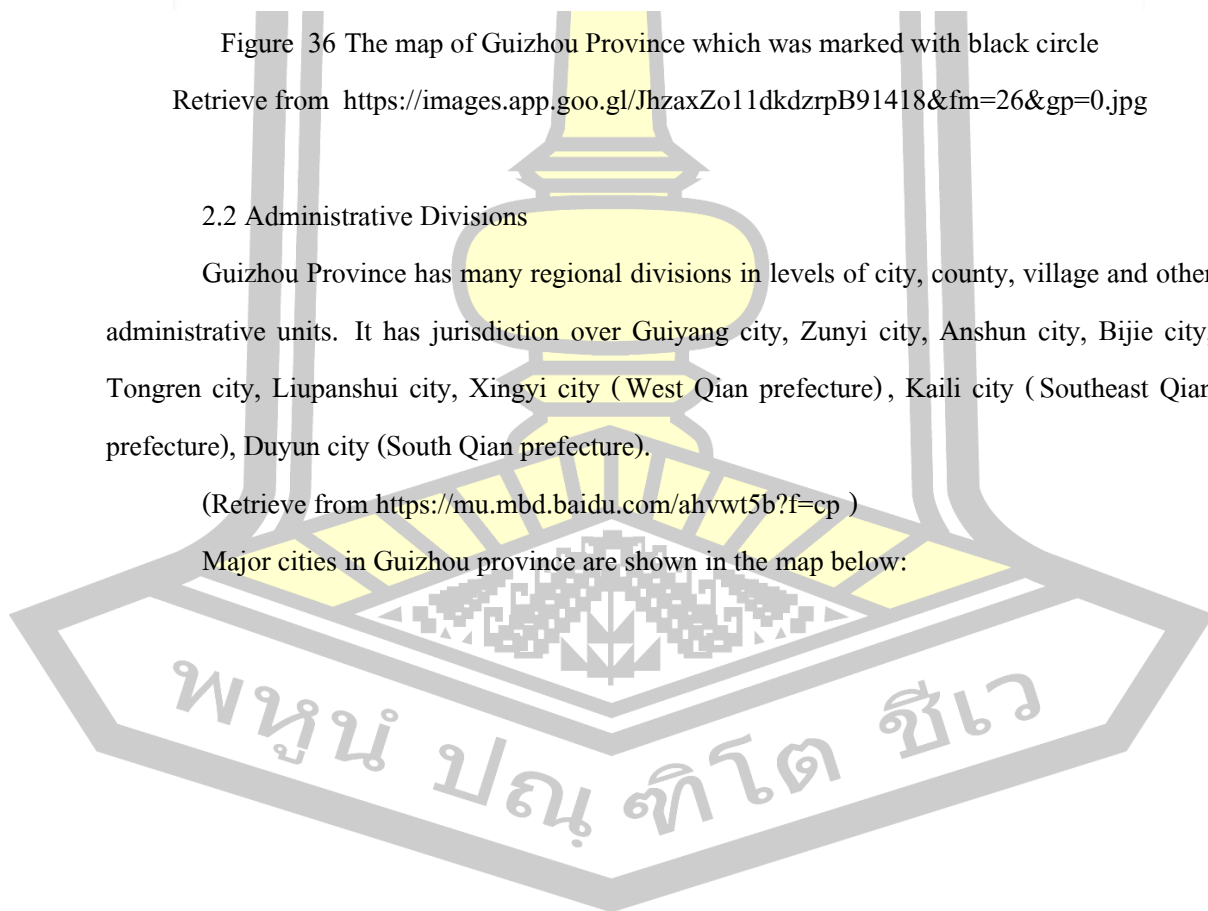 Figure 36 The map of Guizhou Province which was marked with black circle
Retrieve from https://images.app.goo.gl/JhzaxZo11dkdzrpB91418&fm=26&gp=0.jpg
2.2 Administrative Divisions
Guizhou Province has many regional divisions in levels of city, county, village and other
administrative units. It has jurisdiction over Guiyang city, Zunyi city, Anshun city, Bijie city,
Tongren city, Liupanshui city, Xingyi city ( West Qian prefecture), Kaili city ( Southeast Qian
prefecture), Duyun city (South Qian prefecture).
(Retrieve from https://mu.mbd.baidu.com/ahvwt5b?f=cp )
Major cities in Guizhou province are shown in the map below:
พหูนํ ปณฺฑิโต ชีเว